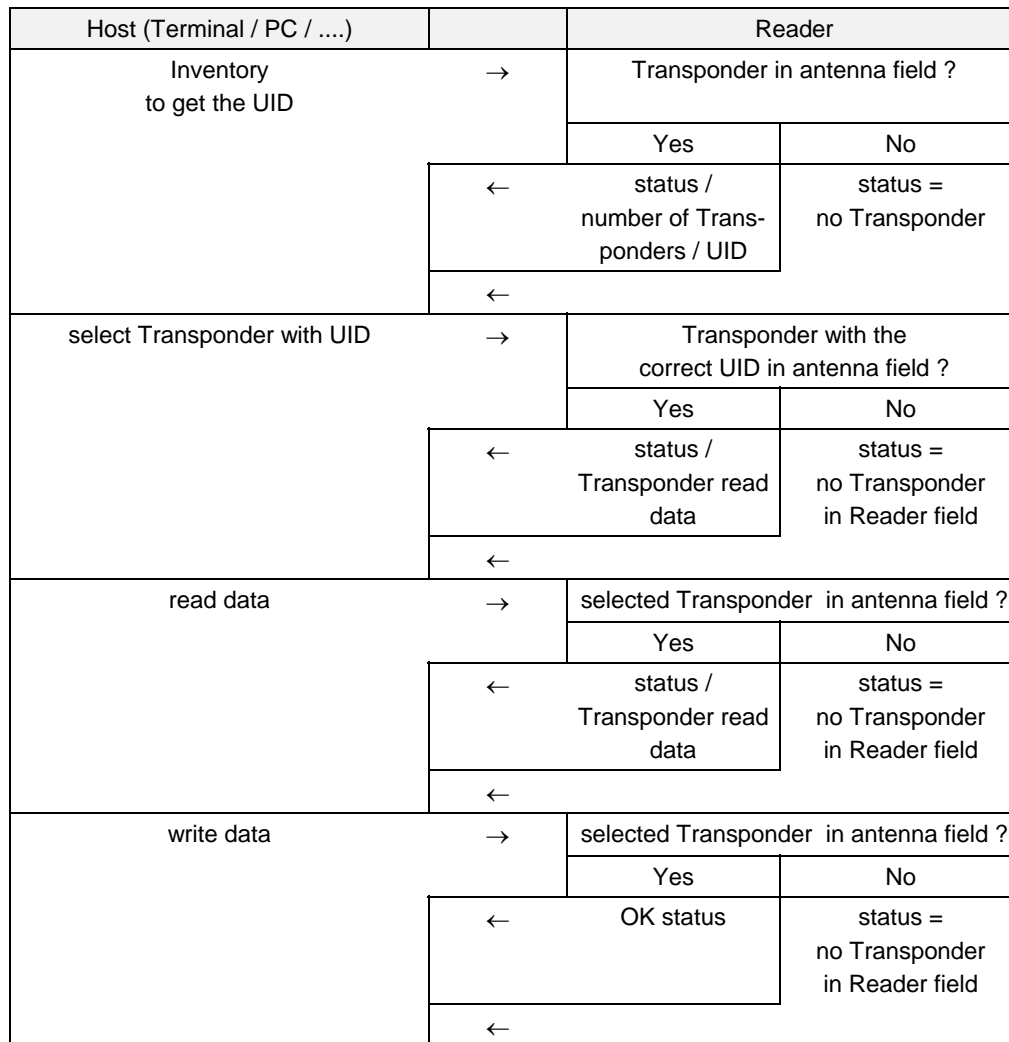 Host (Terminal / PC / ....) Reader
Inventory → Transponder in antenna field ?
to get the UID
Yes No
← status / status =
number of Trans- no Transponder
ponders / UID
←
select Transponder with UID → Transponder with the
correct UID in antenna field ?
Yes No
← status / status =
Transponder read no Transponder
data in Reader field
←
read data → selected Transponder in antenna field ?
Yes No
← status / status =
Transponder read no Transponder
data in Reader field
←
write data → selected Transponder in antenna field ?
Yes No
← OK status status =
no Transponder
in Reader field
←